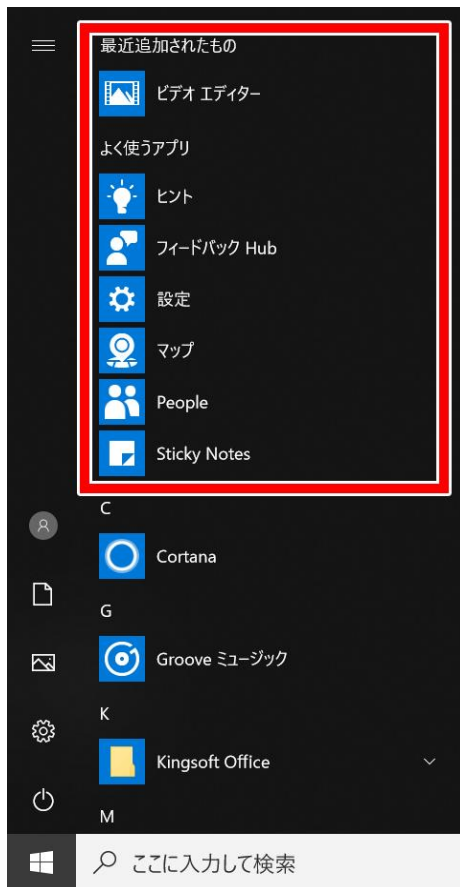 最近追加されたもの
ビデオ エディター
よく使うアプリ
ヒント
フィードバック Hub
設定
マップ
People
Sticky Notes
C
Cortana
G
Groove ミュージック
K
Kingsoft Office
M
ここに入力して検索